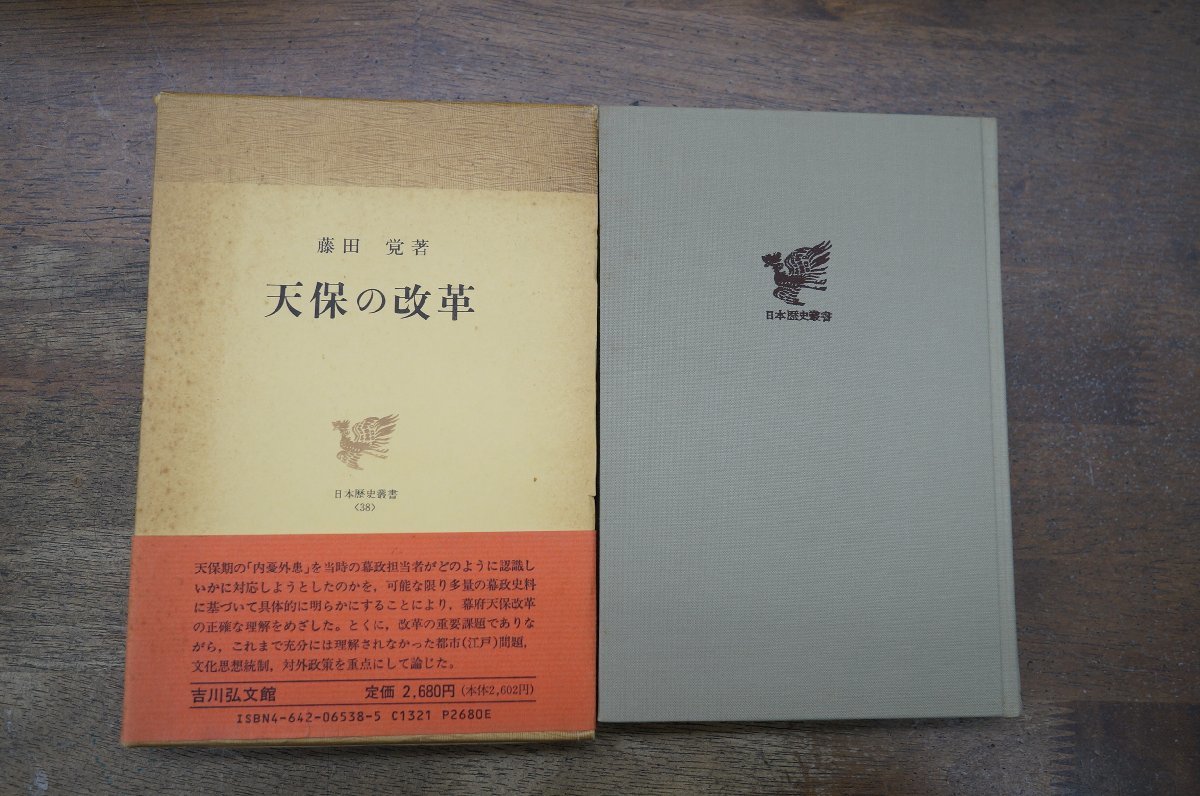 藤田 覚著
天保の改革
日本歴史叢書
〈38〉
天保期の「内憂外患」を当時の幕政担当者がどのように認識し
いかに対応しようとしたのかを，可能な限り多量の幕政史料
に基づいて具体的に明らかにすることにより，幕府天保改革
の正確な理解をめざした。とくに，改革の重要課題でありな
がら，これまで充分には理解されなかった都市(江戸)問題，
文化思想統制，対外政策を重点にして論じた。
吉川弘文館 定価 2,680円 (本体2,602円)
ISBN4-642-06538-5 C1321 P2680E
日本歴史叢書